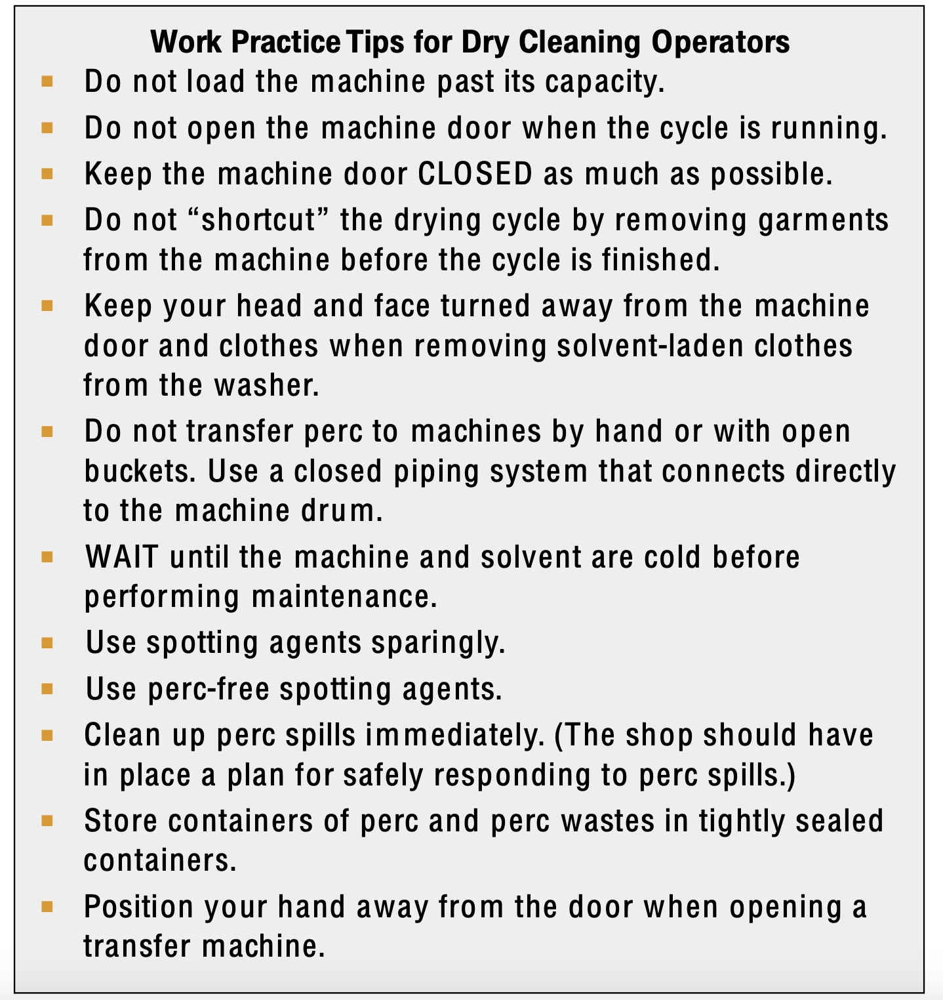 Work Practice Tips for Dry Cleaning Operators
Do not load the machine past its capacity.
Do not open the machine door when the cycle is running.
Keep the machine door CLOSED as much as possible.
Do not “shortcut” the drying cycle by removing garments
from the machine before the cycle is finished.
Keep your head and face turned away from the machine
door and clothes when removing solvent-laden clothes
from the washer.
Do not transfer perc to machines by hand or with open
buckets. Use a closed piping system that connects directly
to the machine drum.
WAIT until the machine and solvent are cold before
performing maintenance.
Use spotting agents sparingly.
Use perc-free spotting agents.
Clean up perc spills immediately. (The shop should have
in place a plan for safely responding to perc spills.)
Store containers of perc and perc wastes in tightly sealed
containers.
Position your hand away from the door when opening a
transfer machine.